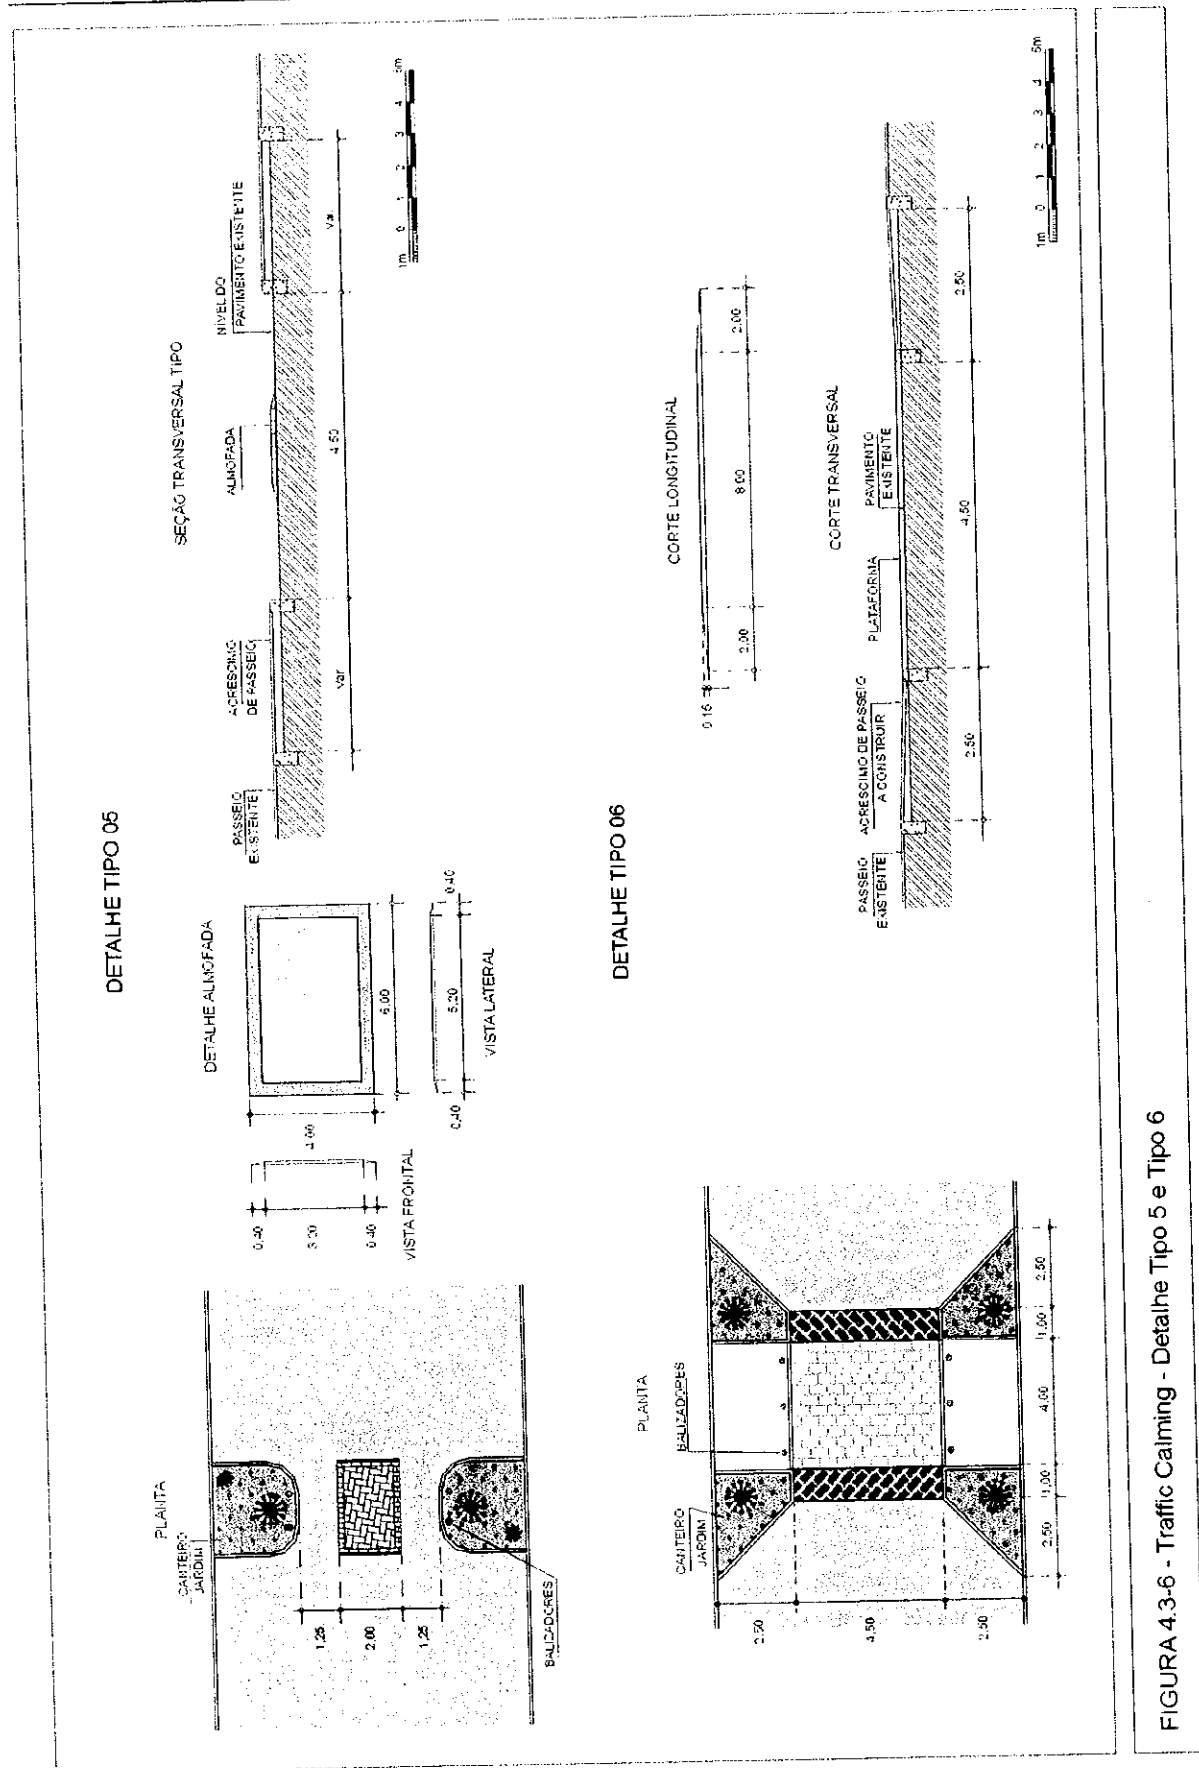 DETALHE TIPO 05
PLANTA
CANTEIRO
JARDIM
1,25
2,00
1,25
BALIZADORES
DETALHE ALMOFADA
0,40
3,00
0,40
VISTA FRONTAL
4,00
6,00
0,40
5,20
0,40
VISTA LATERAL
SEÇÃO TRANSVERSAL TIPO
PASSEIO
EXISTENTE
ACRESCIMO
DE PASSEIO
ALMOFADA
NIVEL DO
PAVIMENTO EXISTENTE
Var
4,50
Var.
1m 0 1 2 3 4 5m
DETALHE TIPO 06
PLANTA
CANTEIRO
JARDIM
BALIZADORES
2,50
4,50
2,50
2,50
1,00
4,00
1,00
2,50
CORTE LONGITUDINAL
0,15
2,00
8,00
2,00
CORTE TRANSVERSAL
PASSEIO
EXISTENTE
ACRESCIMO DE PASSEIO
A CONSTRUIR
PLATAFORMA
PAVIMENTO
EXISTENTE
2,50
4,50
2,50
1m 0 1 2 3 4 5m
FIGURA 4.3-6 - Traffic Calming - Detalhe Tipo 5 e Tipo 6